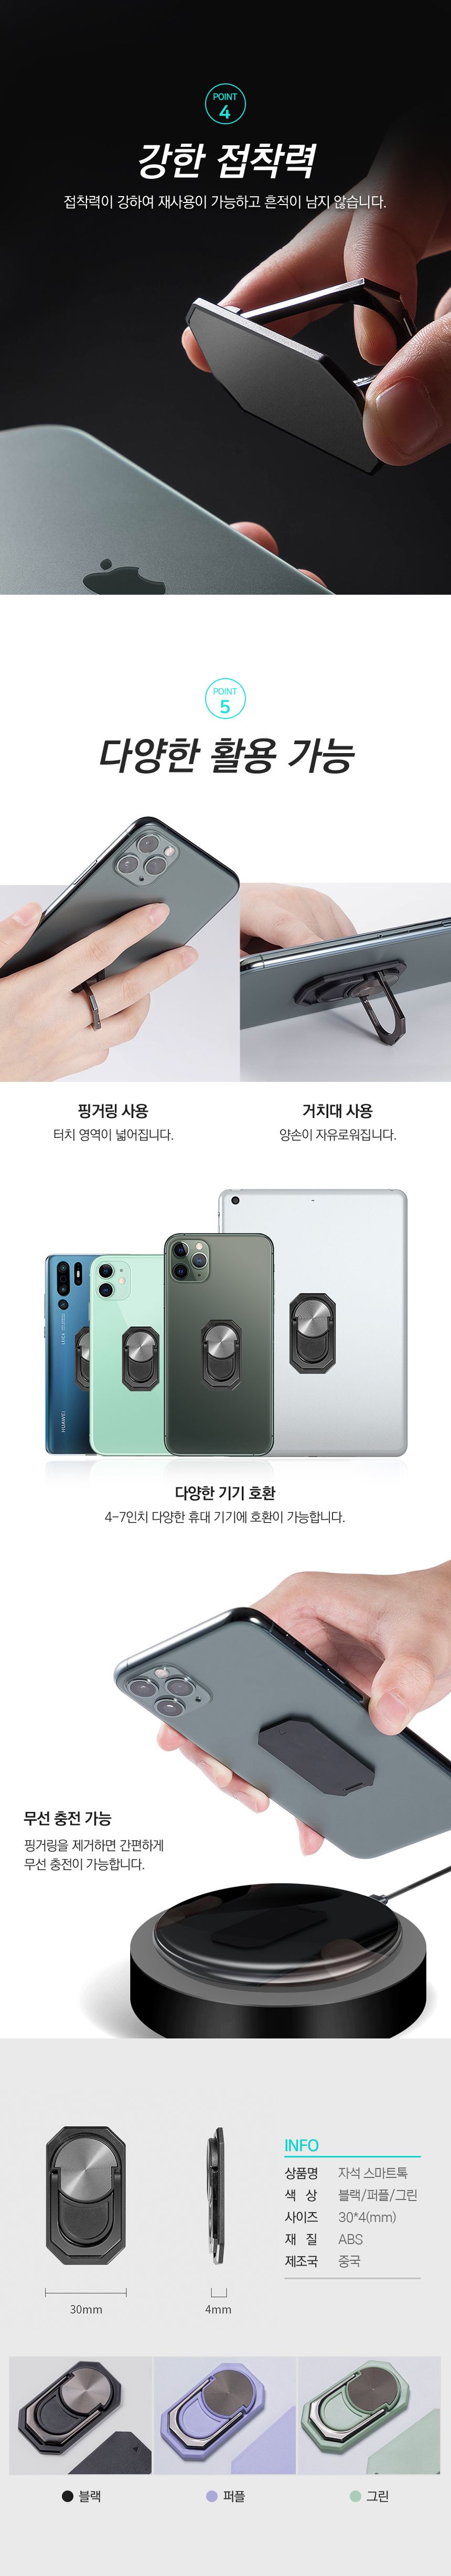 POINT
4
강한 접착력
접착력이 강하여 재사용이 가능하고 흔적이 남지 않습니다.
POINT
5
다양한 활용 가능
핑거링 사용
터치 영역이 넓어집니다.
거치대 사용
양손이 자유로워집니다.
HUAWEI
다양한 기기 호환
4-7인치 다양한 휴대 기기에 호환이 가능합니다.
무선 충전 가능
핑거링을 제거하면 간편하게
무선 충전이 가능합니다.
INFO
상품명 자석 스마트톡
색 상 블랙/퍼플/그린
사이즈 30*4(mm)
재 질 ABS
제조국 중국
30mm
4mm
블랙
퍼플
그린